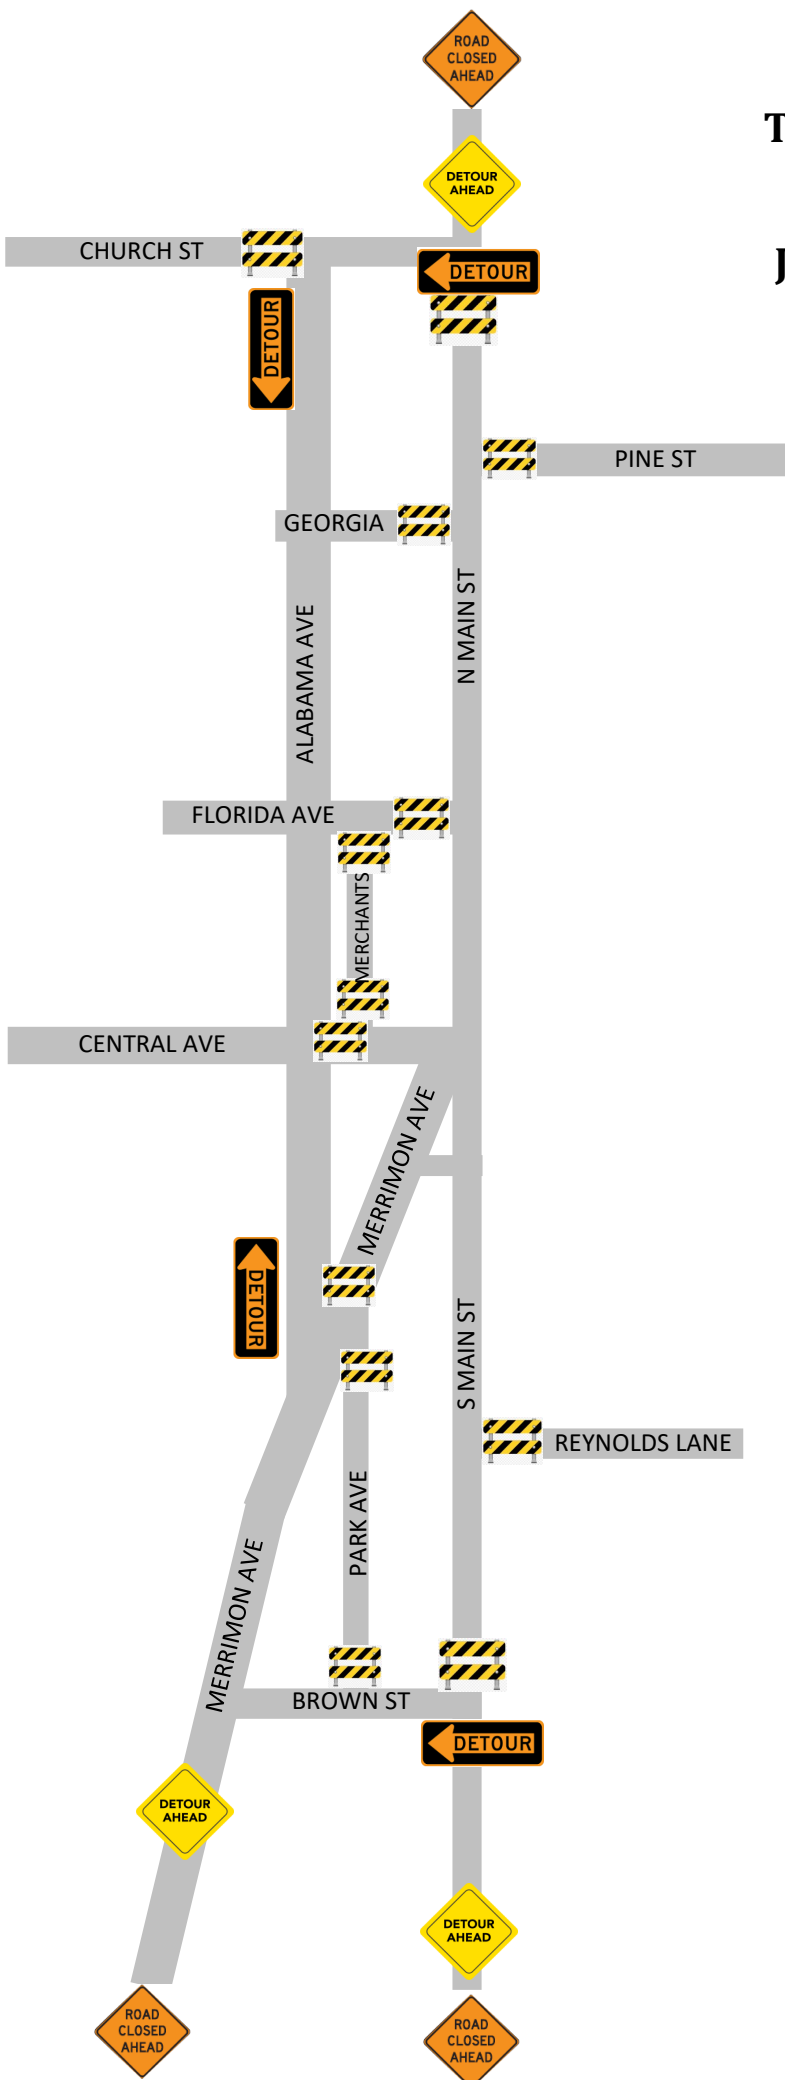 ROAD
CLOSED
AHEAD
T
DETOUR
AHEAD
CHURCH ST
J
DETOUR
DETOUR
PINE ST
GEORGIA
N MAIN ST
ALABAMA AVE
FLORIDA AVE
MERCHANTS
CENTRAL AVE
MERRIMON AVE
DETOUR
S MAIN ST
REYNOLDS LANE
PARK AVE
MERRIMON AVE
BROWN ST
DETOUR
DETOUR
AHEAD
DETOUR
AHEAD
ROAD
CLOSED
AHEAD
ROAD
CLOSED
AHEAD